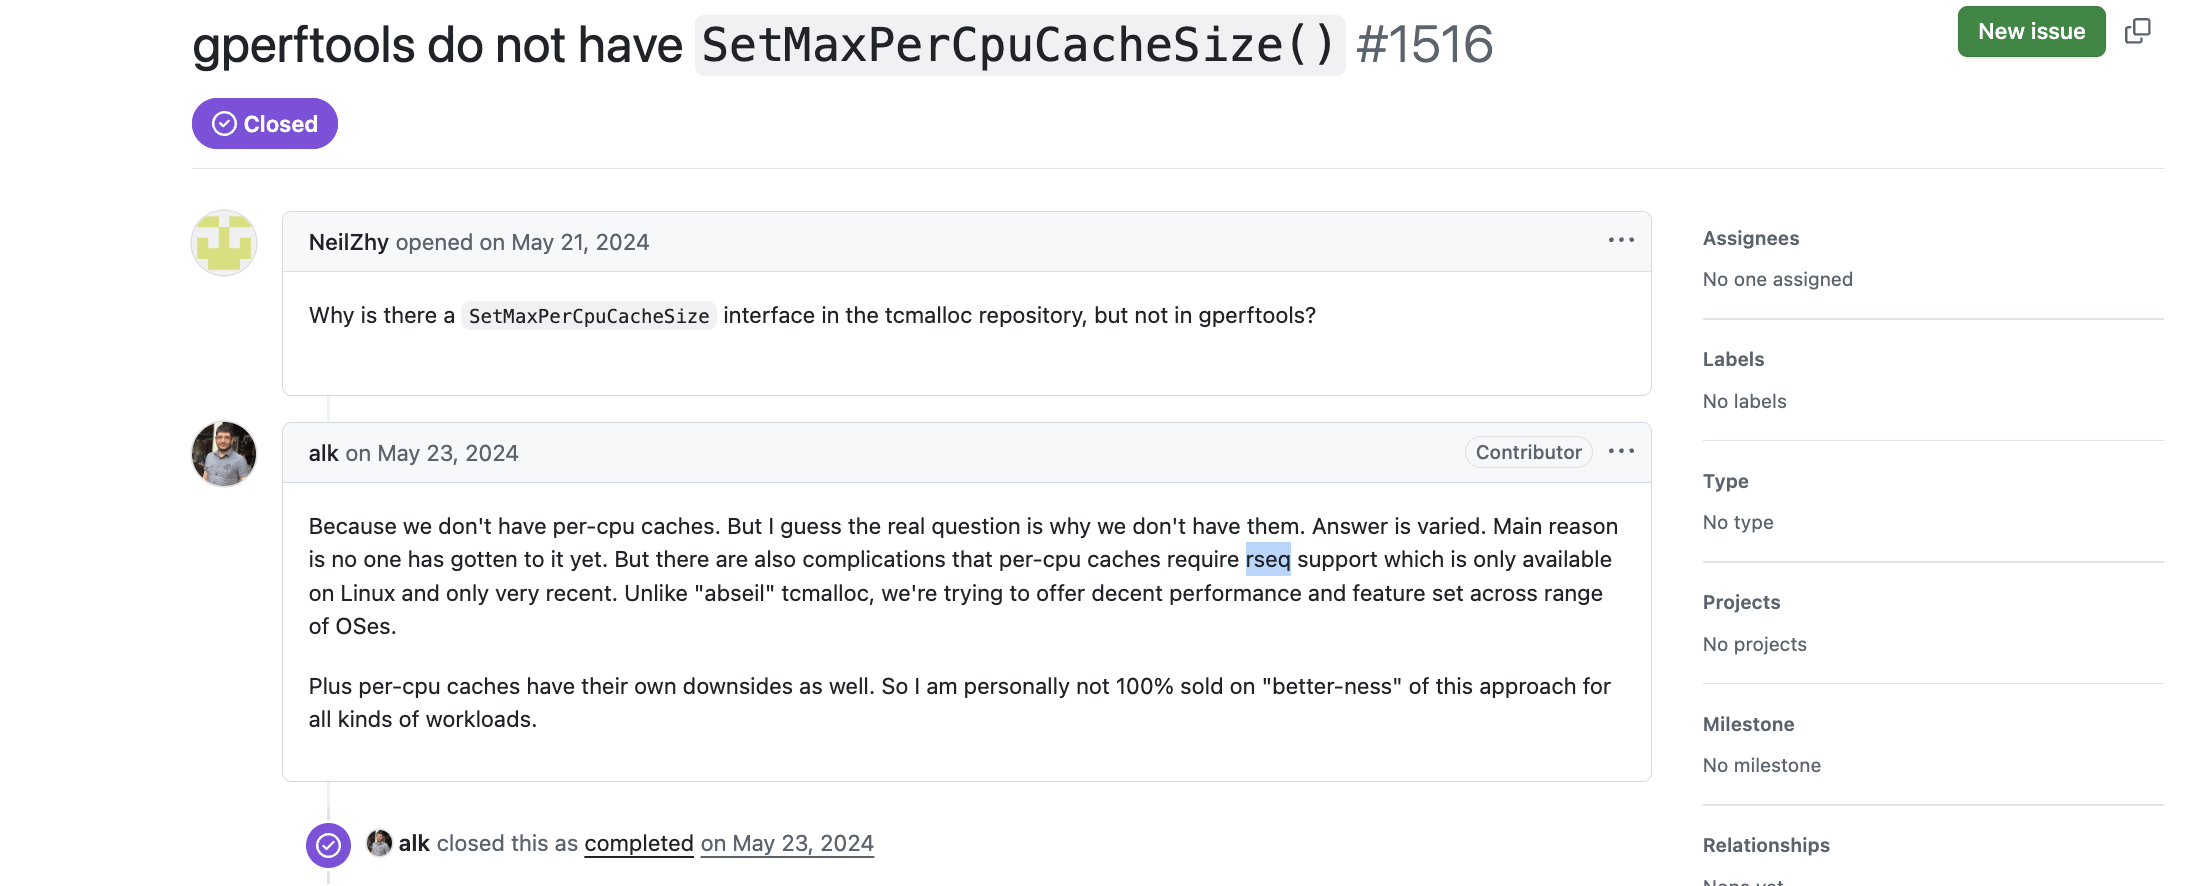 gperftools do not have SetMaxPerCpuCacheSize() #1516
New issue
Closed
NeilZhy opened on May 21, 2024
Why is there a SetMaxPerCpuCacheSize interface in the tcmalloc repository, but not in gperftools?
alk on May 23, 2024
Contributor
Because we don't have per-cpu caches. But I guess the real question is why we don't have them. Answer is varied. Main reason
is no one has gotten to it yet. But there are also complications that per-cpu caches require rseq support which is only available
on Linux and only very recent. Unlike "abseil" tcmalloc, we're trying to offer decent performance and feature set across range
of OSes.
Plus per-cpu caches have their own downsides as well. So I am personally not 100% sold on "better-ness" of this approach for
all kinds of workloads.
alk closed this as completed on May 23, 2024
Assignees
No one assigned
Labels
No labels
Type
No type
Projects
No projects
Milestone
No milestone
Relationships